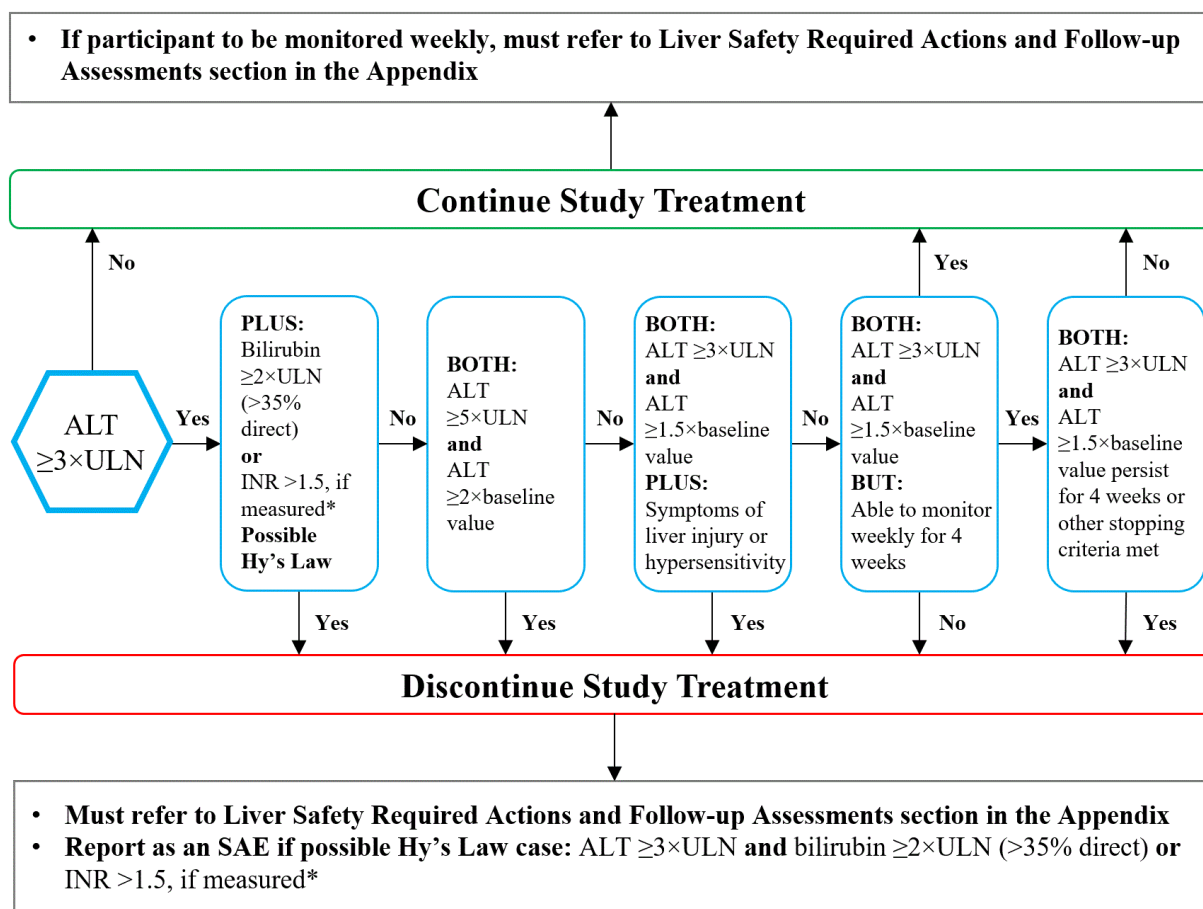 • If participant to be monitored weekly, must refer to Liver Safety Required Actions and Follow-up
Assessments section in the Appendix
Continue Study Treatment
No
Yes
No
ALT
≥3×ULN
Yes
PLUS:
Bilirubin
≥2×ULN
(>35%
direct)
or
INR >1.5, if
measured*
Possible
Hy's Law
No
BOTH:
ALT
≥5×ULN
and
ALT
≥2×baseline
value
No
BOTH:
ALT ≥3×ULN
and
ALT
≥1.5×baseline
value
PLUS:
Symptoms of
liver injury or
hypersensitivity
No
BOTH:
ALT ≥3×ULN
and
ALT
≥1.5×baseline
value
BUT:
Able to monitor
weekly for 4
weeks
Yes
BOTH:
ALT ≥3×ULN
and
ALT
≥1.5×baseline
value persist
for 4 weeks or
other stopping
criteria met
Yes
Yes
Yes
No
Yes
Discontinue Study Treatment
• Must refer to Liver Safety Required Actions and Follow-up Assessments section in the Appendix
• Report as an SAE if possible Hy's Law case: ALT ≥3×ULN and bilirubin ≥2×ULN (>35% direct) or
INR >1.5, if measured*